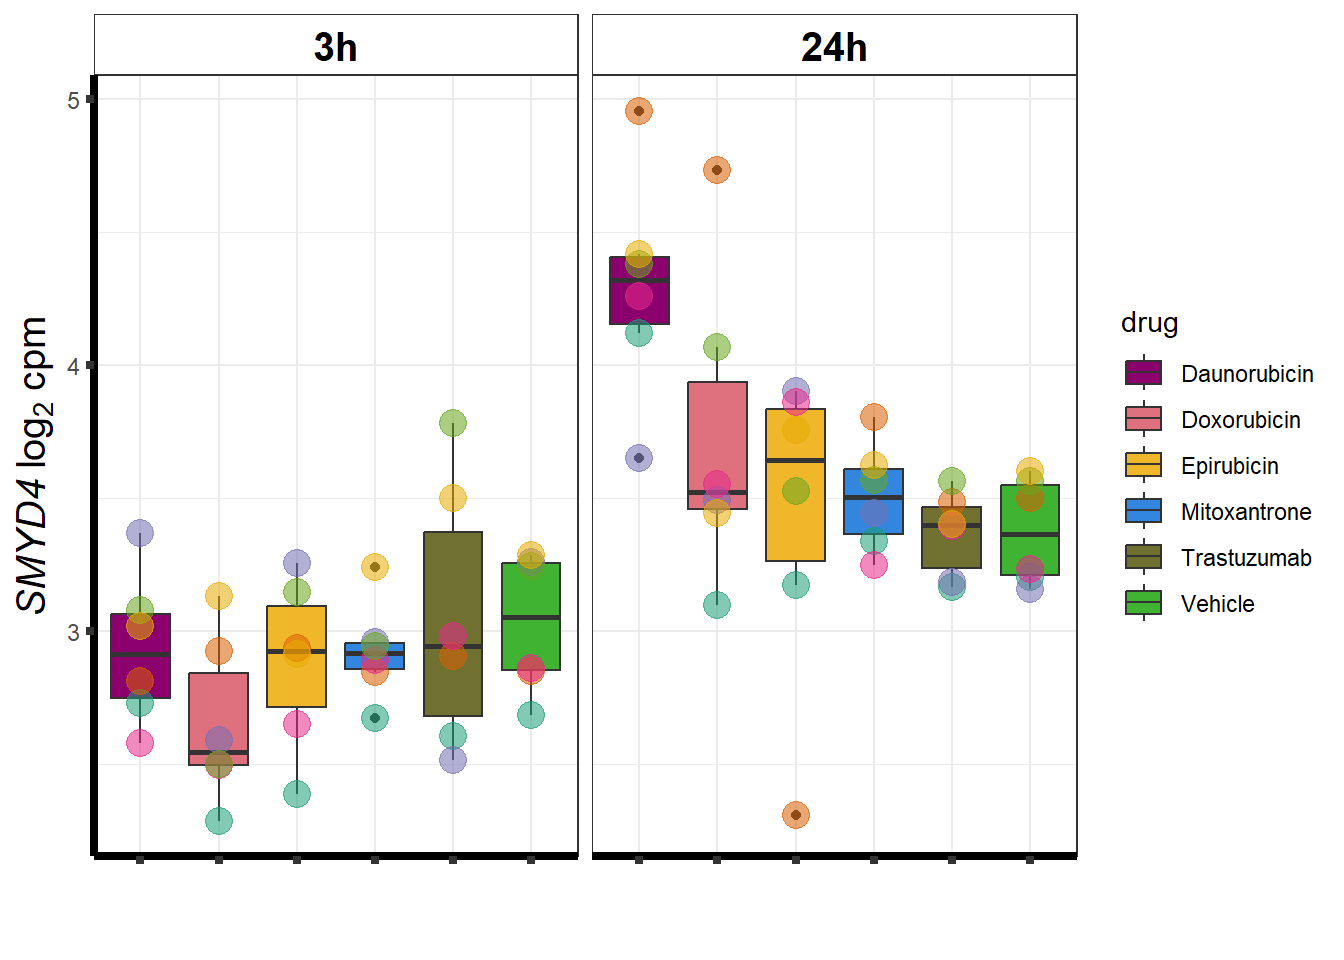 3h
24h
5
4
3
SMYD4 log2 cpm
drug
Daunorubicin
Doxorubicin
Epirubicin
Mitoxantrone
Trastuzumab
Vehicle